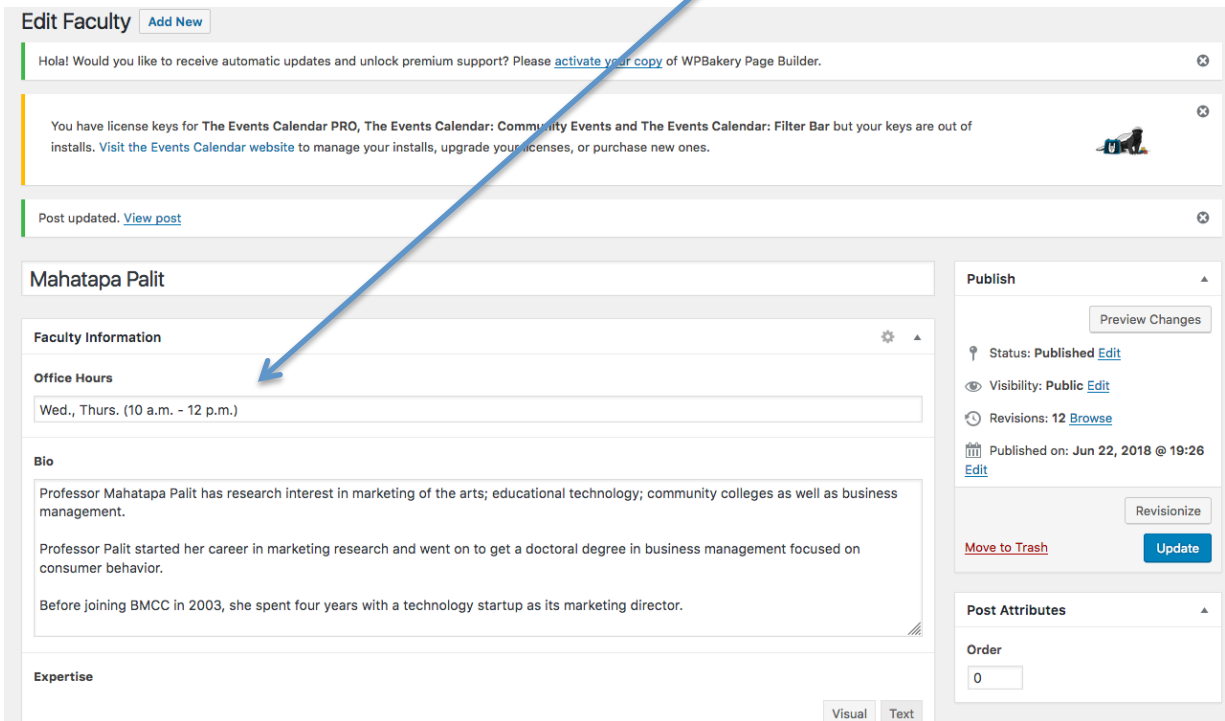 Edit Faculty Add New
Hola! Would you like to receive automatic updates and unlock premium support? Please activate your copy of WPBakery Page Builder.
You have license keys for The Events Calendar PRO, The Events Calendar: Community Events and The Events Calendar: Filter Bar but your keys are out of
installs. Visit the Events Calendar website to manage your installs, upgrade your licenses, or purchase new ones.
Post updated. View post
Mahatapa Palit
Faculty Information
Office Hours
Wed., Thurs. (10 a.m. - 12 p.m.)
Bio
Professor Mahatapa Palit has research interest in marketing of the arts; educational technology; community colleges as well as business
management.
Professor Palit started her career in marketing research and went on to get a doctoral degree in business management focused on
consumer behavior.
Before joining BMCC in 2003, she spent four years with a technology startup as its marketing director.
Expertise
Visual Text
Publish
Preview Changes
Status: Published Edit
Visibility: Public Edit
Revisions: 12 Browse
Published on: Jun 22, 2018 @ 19:26
Edit
Revisionize
Move to Trash Update
Post Attributes
Order
0